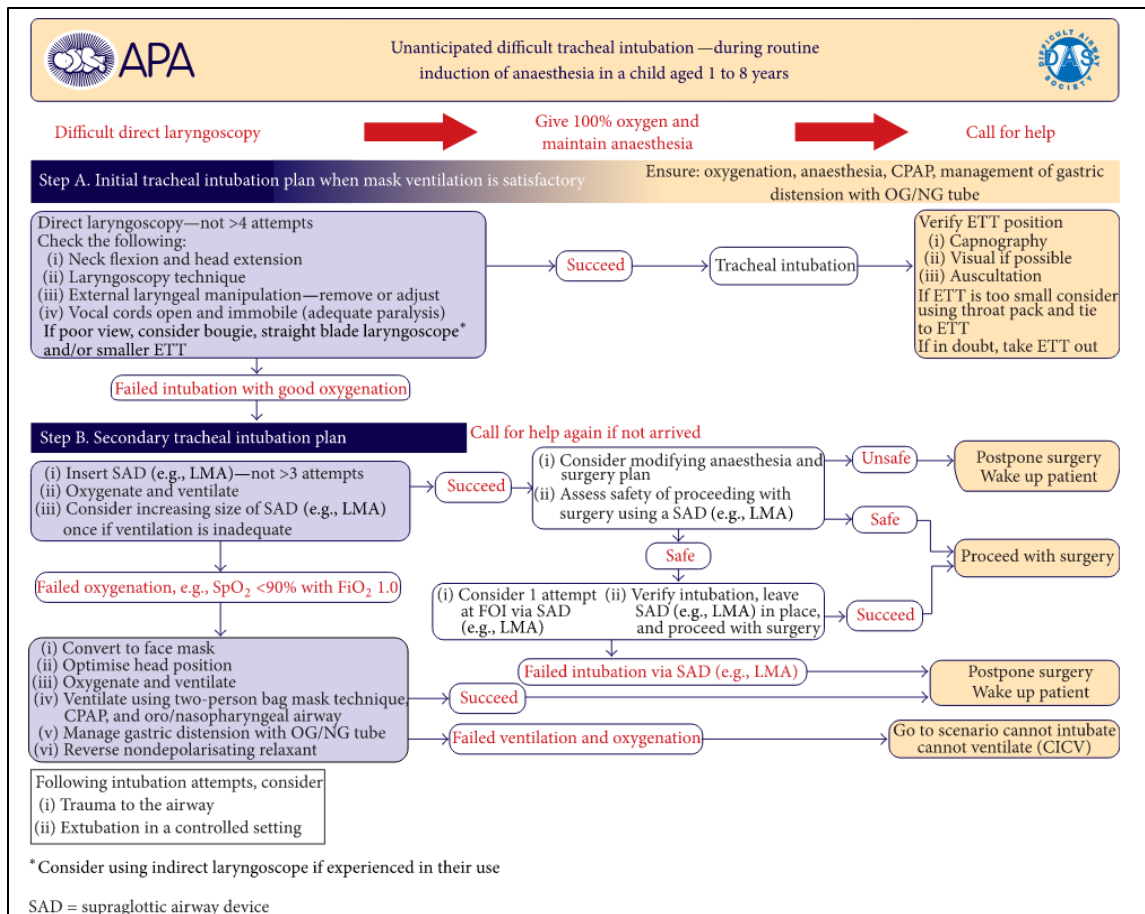 APA
Unanticipated difficult tracheal intubation—during routine
induction of anaesthesia in a child aged 1 to 8 years
DIFFICULT AIRWAY
DAS
SOCIETY
Difficult direct laryngoscopy
Give 100% oxygen and
maintain anaesthesia
Call for help
Step A. Initial tracheal intubation plan when mask ventilation is satisfactory
Ensure: oxygenation, anaesthesia, CPAP, management of gastric
distension with OG/NG tube
Direct laryngoscopy—not >4 attempts
Check the following:
(i) Neck flexion and head extension
(ii) Laryngoscopy technique
(iii) External laryngeal manipulation—remove or adjust
(iv) Vocal cords open and immobile (adequate paralysis)
If poor view, consider bougie, straight blade laryngoscope*
and/or smaller ETT
Succeed
Tracheal intubation
Verify ETT position
(i) Capnography
(ii) Visual if possible
(iii) Auscultation
If ETT is too small consider
using throat pack and tie
to ETT
If in doubt, take ETT out
Failed intubation with good oxygenation
Step B. Secondary tracheal intubation plan
Call for help again if not arrived
(i) Insert SAD (e.g., LMA)—not >3 attempts
(ii) Oxygenate and ventilate
(iii) Consider increasing size of SAD (e.g., LMA)
once if ventilation is inadequate
Succeed
(i) Consider modifying anaesthesia and
surgery plan
(ii) Assess safety of proceeding with
surgery using a SAD (e.g., LMA)
Unsafe
Postpone surgery
Wake up patient
Safe
Proceed with surgery
Safe
Failed oxygenation, e.g., SpO₂ <90% with FiO₂ 1.0
(i) Consider 1 attempt
at FOI via SAD
(e.g., LMA)
(ii) Verify intubation, leave
SAD (e.g., LMA) in place,
and proceed with surgery
Succeed
(i) Convert to face mask
(ii) Optimise head position
(iii) Oxygenate and ventilate
(iv) Ventilate using two-person bag mask technique,
CPAP, and oro/nasopharyngeal airway
(v) Manage gastric distension with OG/NG tube
(vi) Reverse nondepolarisating relaxant
Failed intubation via SAD (e.g., LMA)
Postpone surgery
Wake up patient
Succeed
Failed ventilation and oxygenation
Go to scenario cannot intubate
cannot ventilate (CICV)
Following intubation attempts, consider
(i) Trauma to the airway
(ii) Extubation in a controlled setting
*Consider using indirect laryngoscope if experienced in their use
SAD = supraglottic airway device